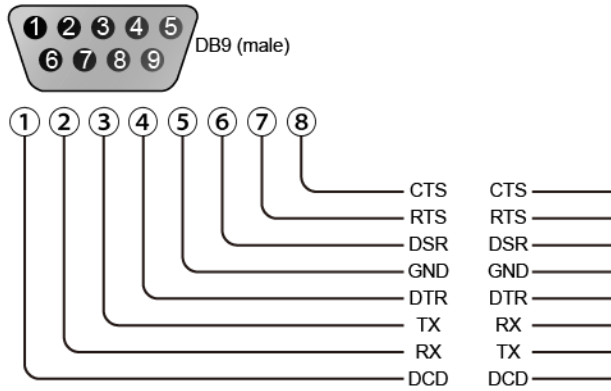 1 2 3 4 5
DB9 (male)
6 7 8 9
1 2 3 4 5 6 7 8
CTS CTS
RTS RTS
DSR DSR
GND GND
DTR DTR
TX RX
RX TX
DCD DCD